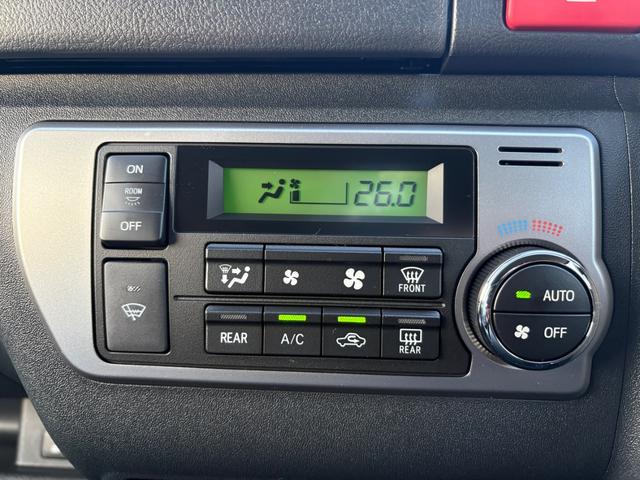 ON
ROOM
OFF
26.0
FRONT
REAR
A/C
REAR
AUTO
OFF